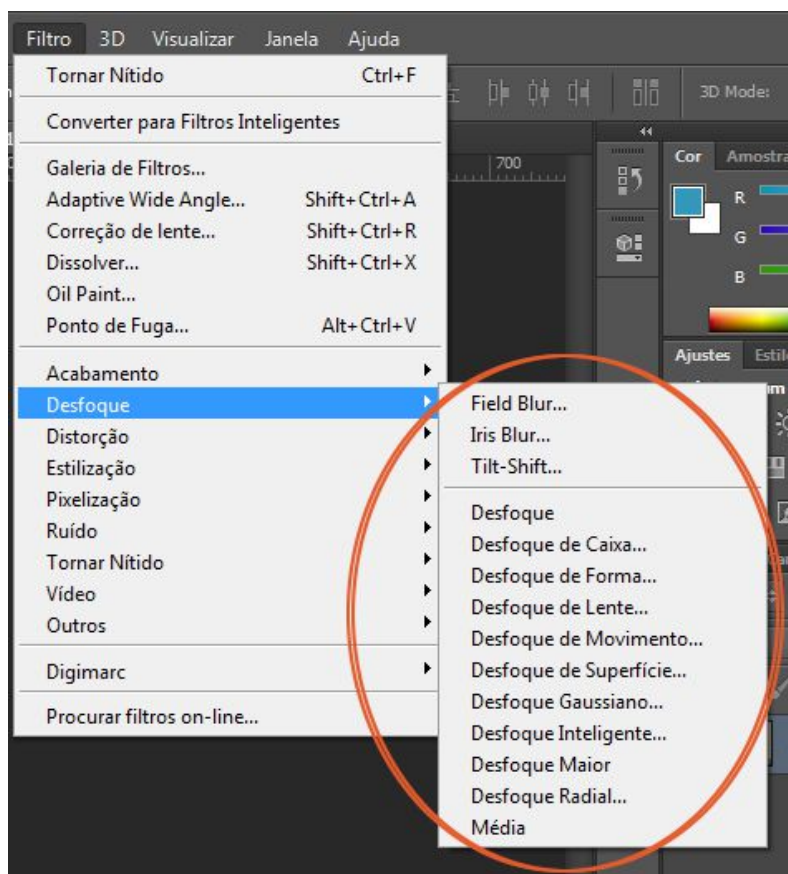 Filtro 3D Visualizar Janela Ajuda
Tornar Nítido Ctrl+F
Converter para Filtros Inteligentes
Galeria de Filtros...
Adaptive Wide Angle... Shift+Ctrl+A
Correção de lente... Shift+Ctrl+R
Dissolver... Shift+Ctrl+X
Oil Paint...
Ponto de Fuga... Alt+Ctrl+V
Acabamento
Desfoque
Distorção
Estilização
Pixelização
Ruído
Tornar Nítido
Vídeo
Outros
Digimarc
Procurar filtros on-line...
Field Blur...
Iris Blur...
Tilt-Shift...
Desfoque
Desfoque de Caixa...
Desfoque de Forma...
Desfoque de Lente...
Desfoque de Movimento...
Desfoque de Superfície...
Desfoque Gaussiano...
Desfoque Inteligente...
Desfoque Maior
Desfoque Radial...
Média
3D Mode:
700
Cor
R
G
B
Ajustes